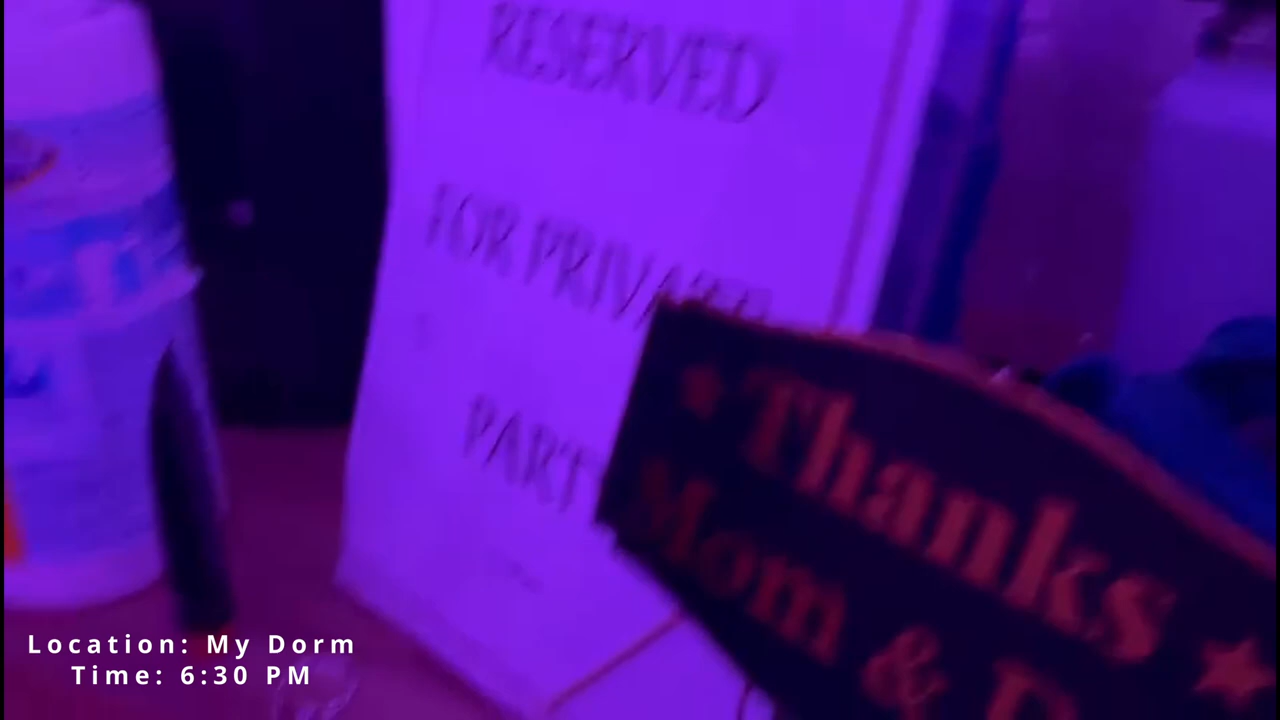 RESERVED
FOR PRIVATE
PART
Thanks
Mom & D
Location: My Dorm
Time: 6:30 PM